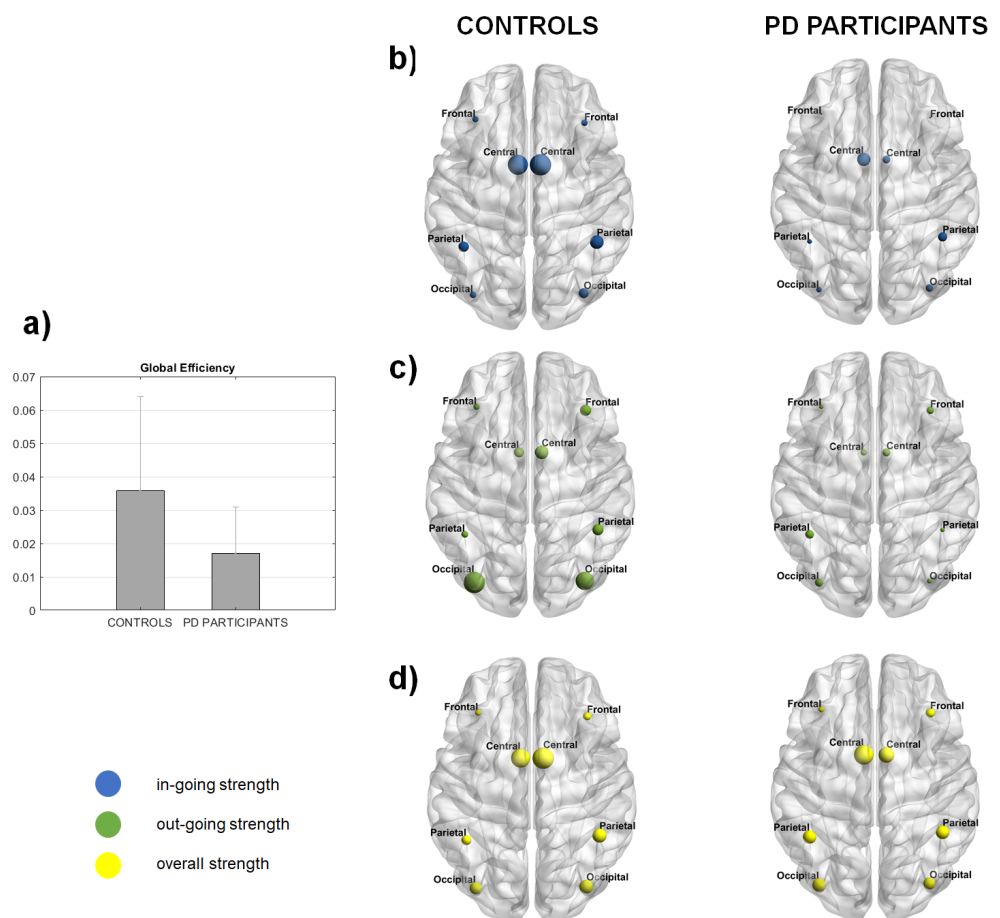 CONTROLS PD PARTICIPANTS
b)
Frontal Frontal Frontal Frontal
Central Central Central Central
Parietal Parietal Parietal Parietal
Occipital Occipital Occipital Occipital
a)
Global Efficiency
0.07
0.06
0.05
0.04
0.03
0.02
0.01
0
CONTROLS PD PARTICIPANTS
c)
Frontal Frontal Frontal Frontal
Central Central Central Central
Parietal Parietal Parietal Parietal
Occipital Occipital Occipital Occipital
d)
Frontal Frontal Frontal Frontal
Central Central Central Central
Parietal Parietal Parietal Parietal
Occipital Occipital Occipital Occipital
in-going strength
out-going strength
overall strength